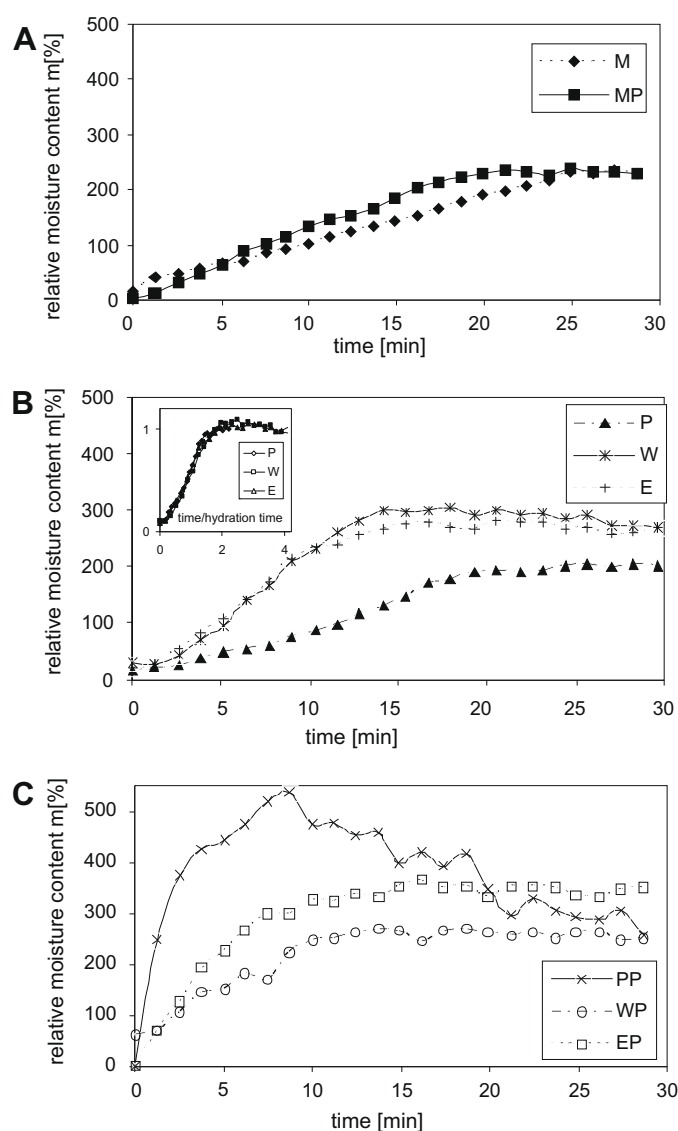 A
relative moisture content m[%]
500
400
300
200
100
0
M
MP
0 5 10 15 20 25 30
time [min]
B
relative moisture content m[%]
500
400
300
200
100
0
1
0
P
W
E
time/hydration time
0 2 4
P
W
E
0 5 10 15 20 25 30
time [min]
C
relative moisture content m[%]
500
400
300
200
100
0
PP
WP
EP
0 5 10 15 20 25 30
time [min]